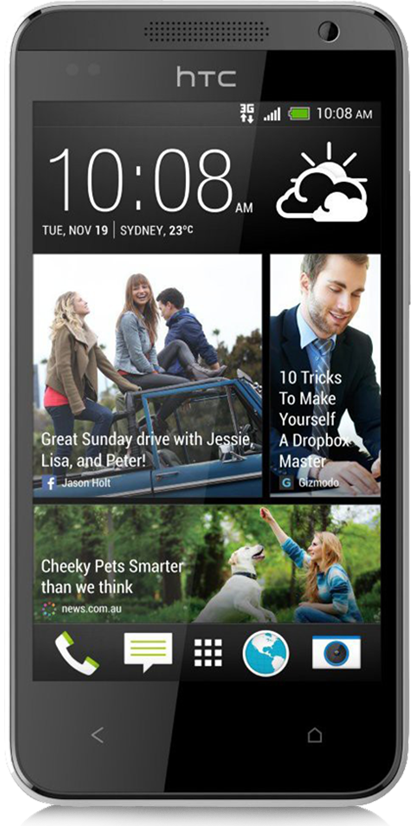 hTC
3G
10:08 AM
10:08 AM
TUE, NOV 19 | SYDNEY, 23°C
Great Sunday drive with Jessie,
Lisa, and Peter!
f Jason Holt
10 Tricks
To Make
Yourself
A Dropbox
Master
G Gizmodo
Cheeky Pets Smarter
than we think
news.com.au